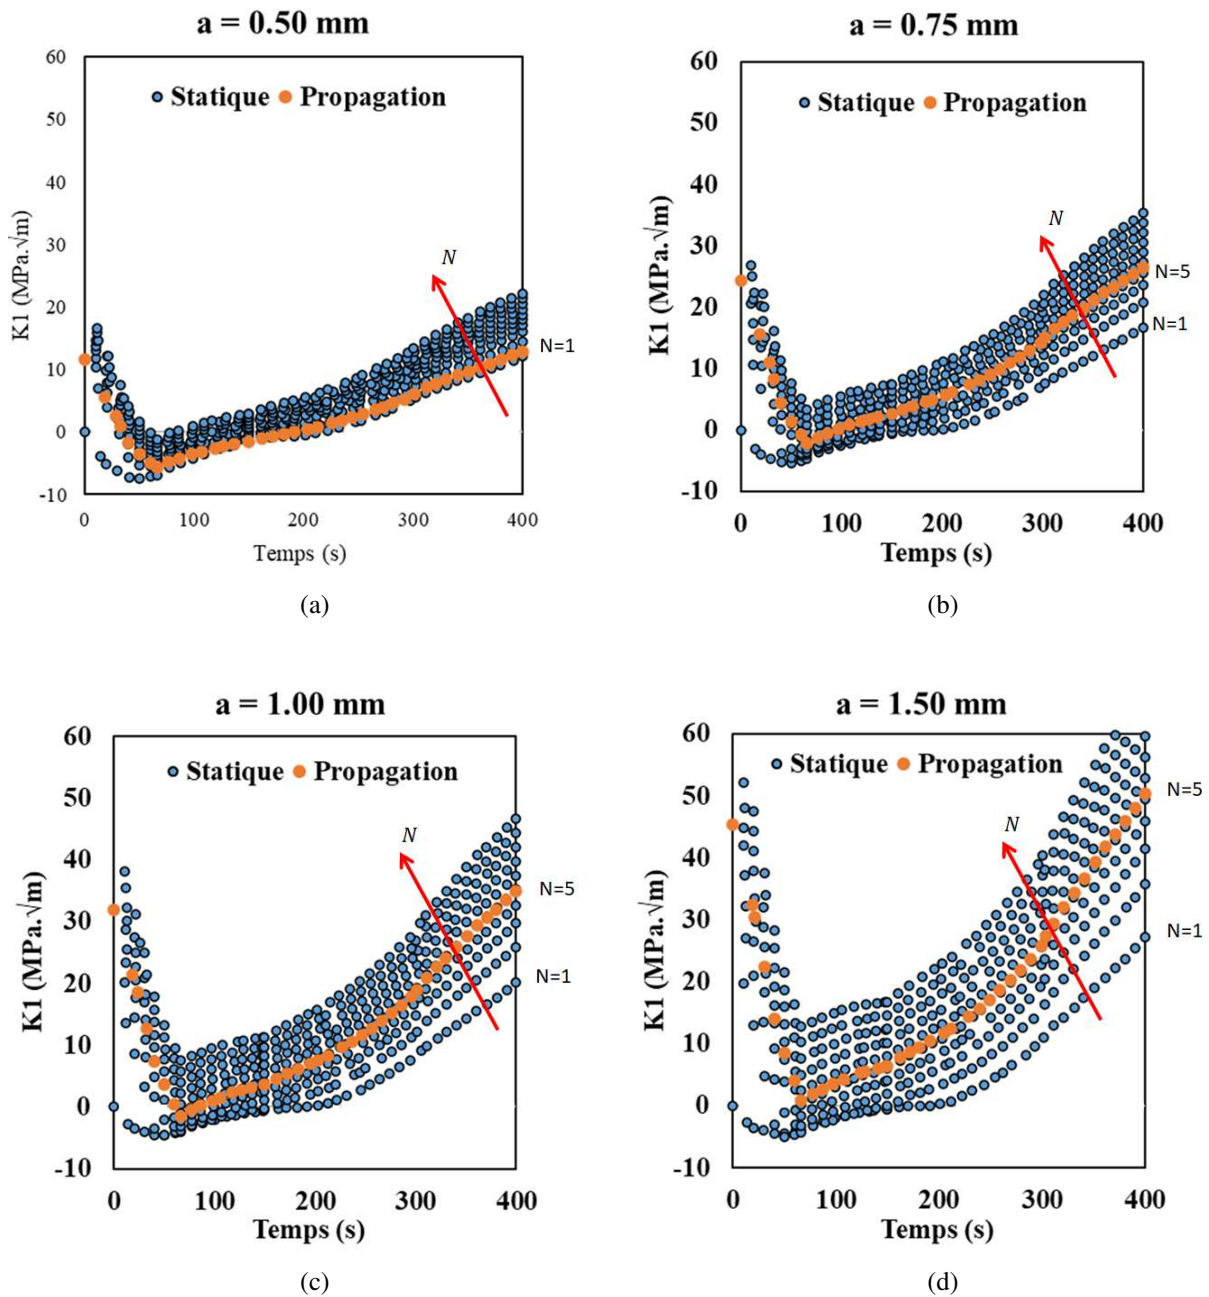 a = 0.50 mm
60
50
40
30
20
10
0
-10
K1 (MPa.√m)
Statique Propagation
N
N=1
0 100 200 300 400
Temps (s)
(a)
a = 0.75 mm
60
50
40
30
20
10
0
-10
K1 (MPa.√m)
Statique Propagation
N
N=5
N=1
0 100 200 300 400
Temps (s)
(b)
a = 1.00 mm
60
50
40
30
20
10
0
-10
K1 (MPa.√m)
Statique Propagation
N
N=5
N=1
0 100 200 300 400
Temps (s)
(c)
a = 1.50 mm
60
50
40
30
20
10
0
-10
K1 (MPa.√m)
Statique Propagation
N
N=5
N=1
0 100 200 300 400
Temps (s)
(d)